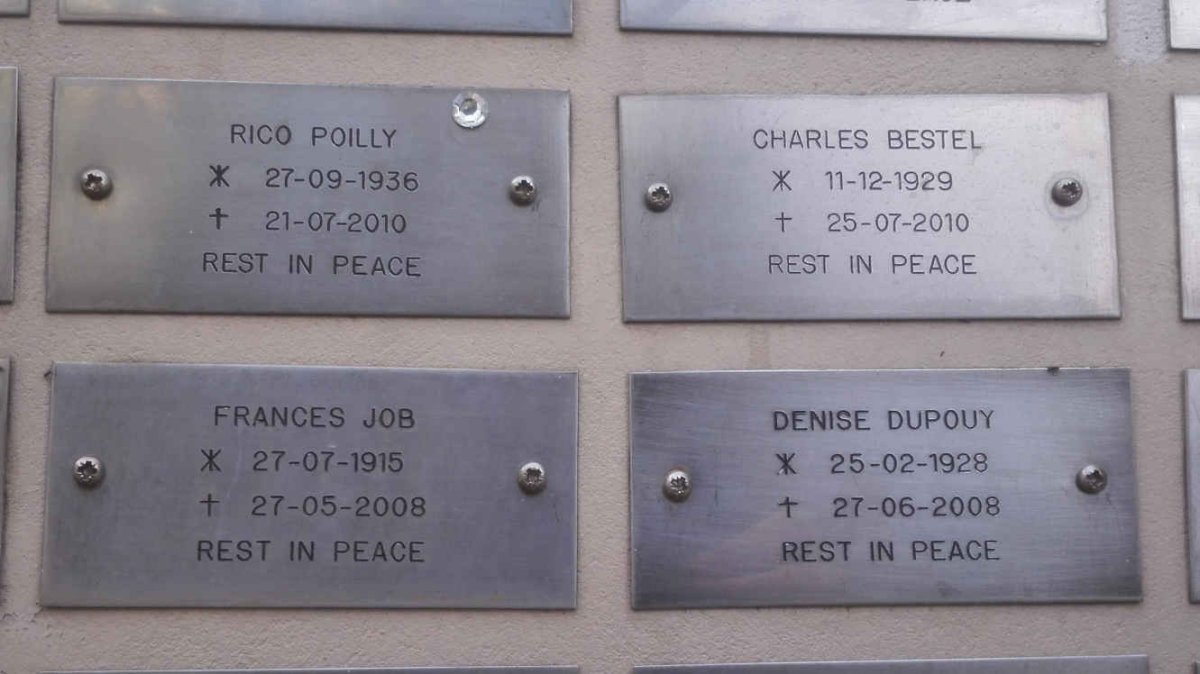 RICO POILLY
27-09-1936
† 21-07-2010
REST IN PEACE
CHARLES BESTEL
11-12-1929
† 25-07-2010
REST IN PEACE
FRANCES JOB
27-07-1915
† 27-05-2008
REST IN PEACE
DENISE DUPOUY
25-02-1928
† 27-06-2008
REST IN PEACE